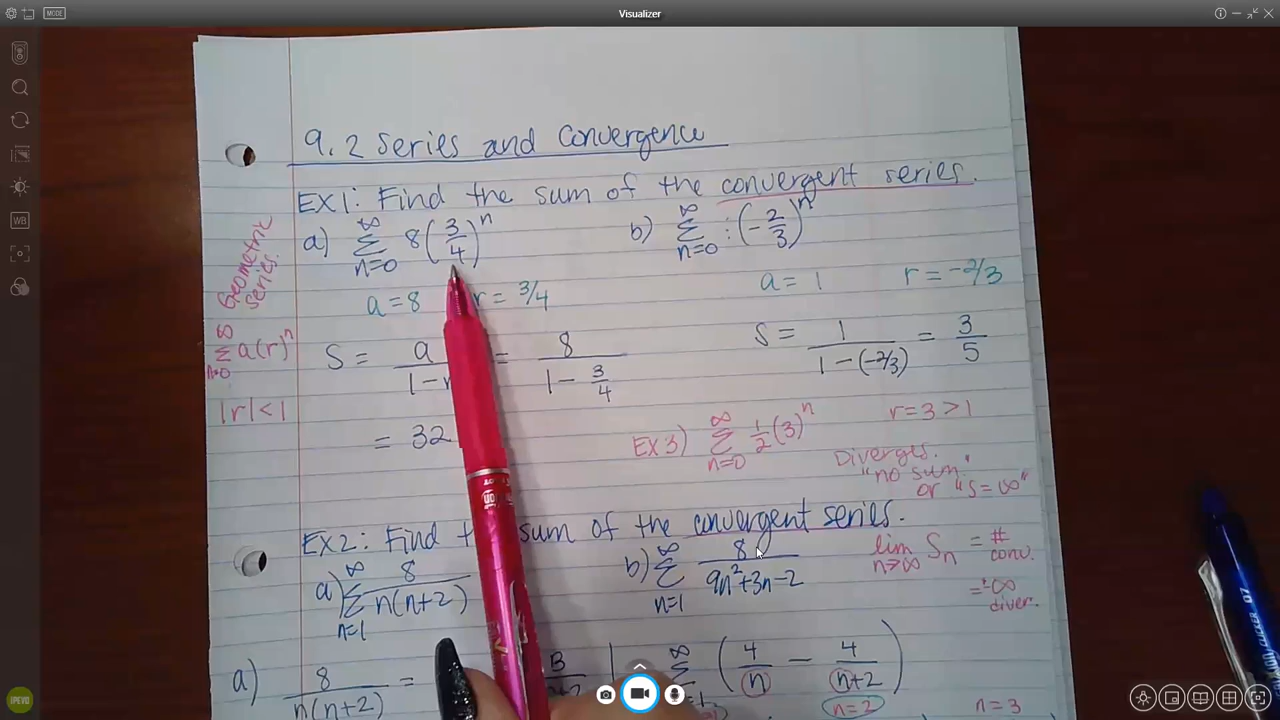 MODE
Visualizer
9.2 Series and Convergence
EX1: Find the sum of the convergent series.
a) ∞ Σ n=0 8(3/4)^n
b) ∞ Σ n=0 : (-2/3)^n
Geometric series.
∞ Σ n=0 a(r)^n
|r|<1
a=8 r = 3/4
a = 1 r = -2/3
S = a / 1- = 8 / 1 - 3/4
= 32
S = 1 / 1-(-2/3) = 3/5
EX3) ∞ Σ n=0 1/2(3)^n r=3>1
Diverges.
"no sum"
or "S=∞"
EX2: Find sum of the convergent series.
a) ∞ Σ n=1 8 / n(n+2)
b) ∞ Σ n=1 8 / 9n²+3n-2
lim n→∞ Sn = # conv.
=±∞ diver.
a) 8 / n(n+2) = B
∞ Σ (4/n - 4/n+2)
n=2
n=3
WB
IPEVO